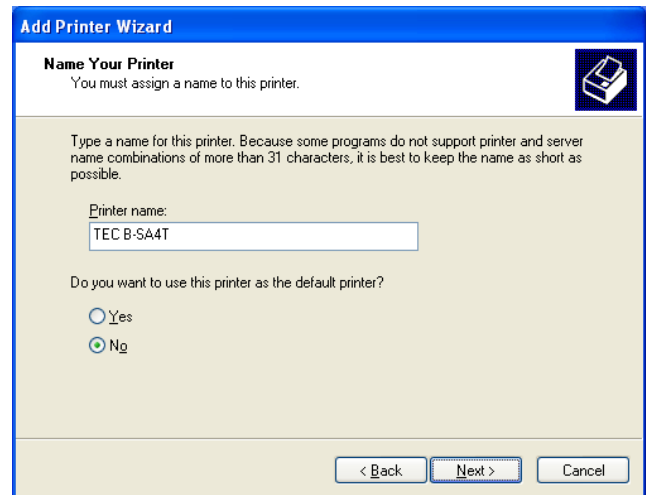 Add Printer Wizard
Name Your Printer
You must assign a name to this printer.
Type a name for this printer. Because some programs do not support printer and server
name combinations of more than 31 characters, it is best to keep the name as short as
possible.
Printer name:
TEC B-SA4T
Do you want to use this printer as the default printer?
Yes
No
< Back Next > Cancel